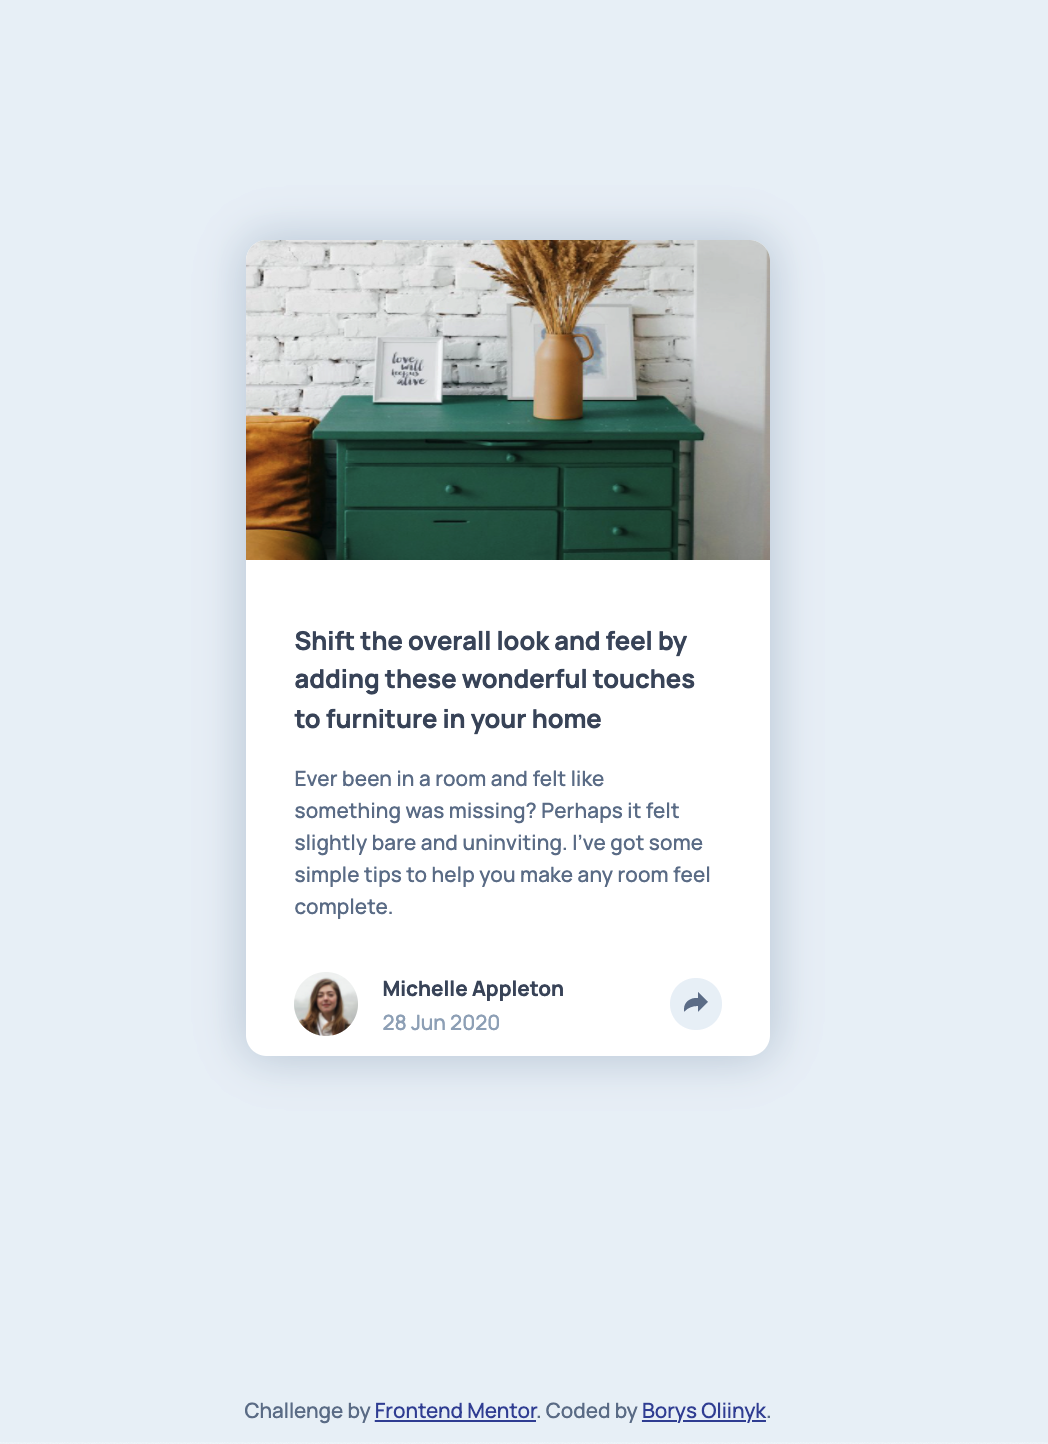 love
will
keep us
alive
Shift the overall look and feel by
adding these wonderful touches
to furniture in your home
Ever been in a room and felt like
something was missing? Perhaps it felt
slightly bare and uninviting. I’ve got some
simple tips to help you make any room feel
complete.
Michelle Appleton
28 Jun 2020
Challenge by Frontend Mentor. Coded by Borys Oliinyk.